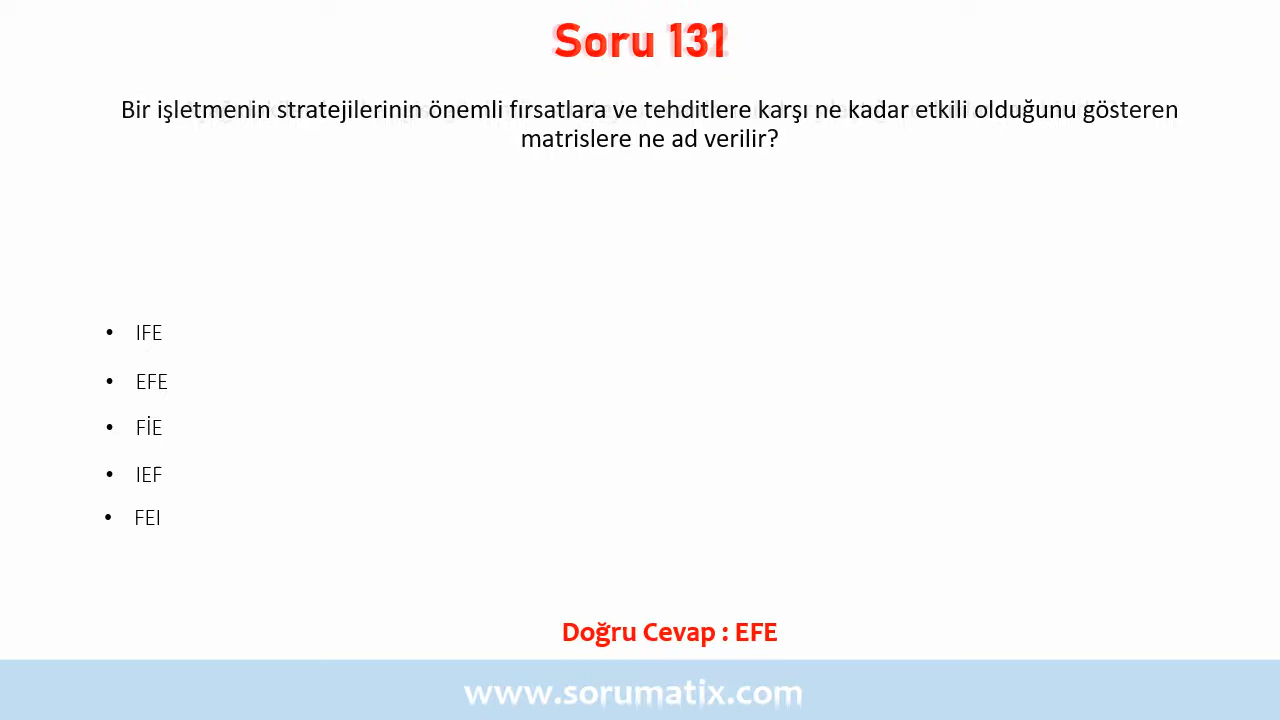 Soru 131
Bir işletmenin stratejilerinin önemli fırsatlara ve tehditlere karşı ne kadar etkili olduğunu gösteren
matrislere ne ad verilir?
• IFE
• EFE
• FİE
• IEF
• FEI
Doğru Cevap : EFE
www.sorumatix.com